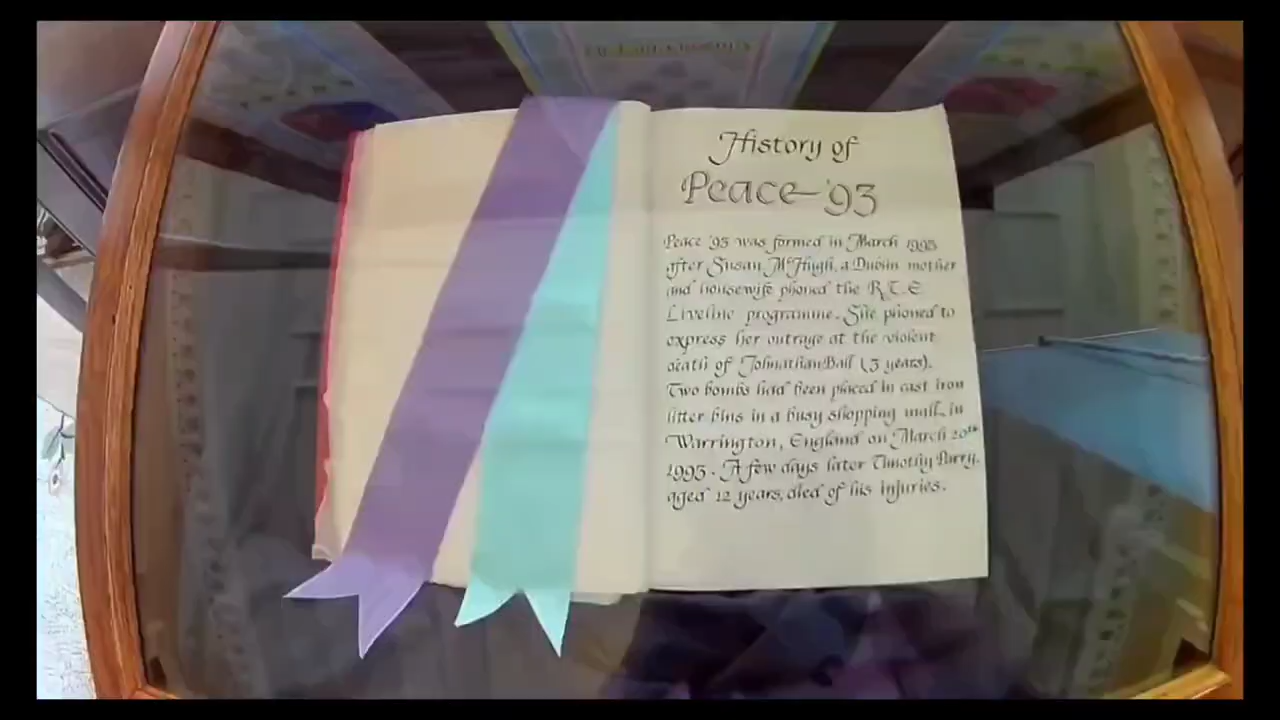 History of
Peace '93
Peace '93 was formed in March 1993
after Susan McHugh, a Dublin mother
and housewife phoned the R.T.E.
Liveline programme. She phoned to
express her outrage at the violent
death of Johnathan Ball (3 years).
Two bombs had been placed in cast iron
litter bins in a busy shopping mall, in
Warrington, England on March 20th
1993. A few days later Timothy Parry,
aged 12 years, died of his injuries.